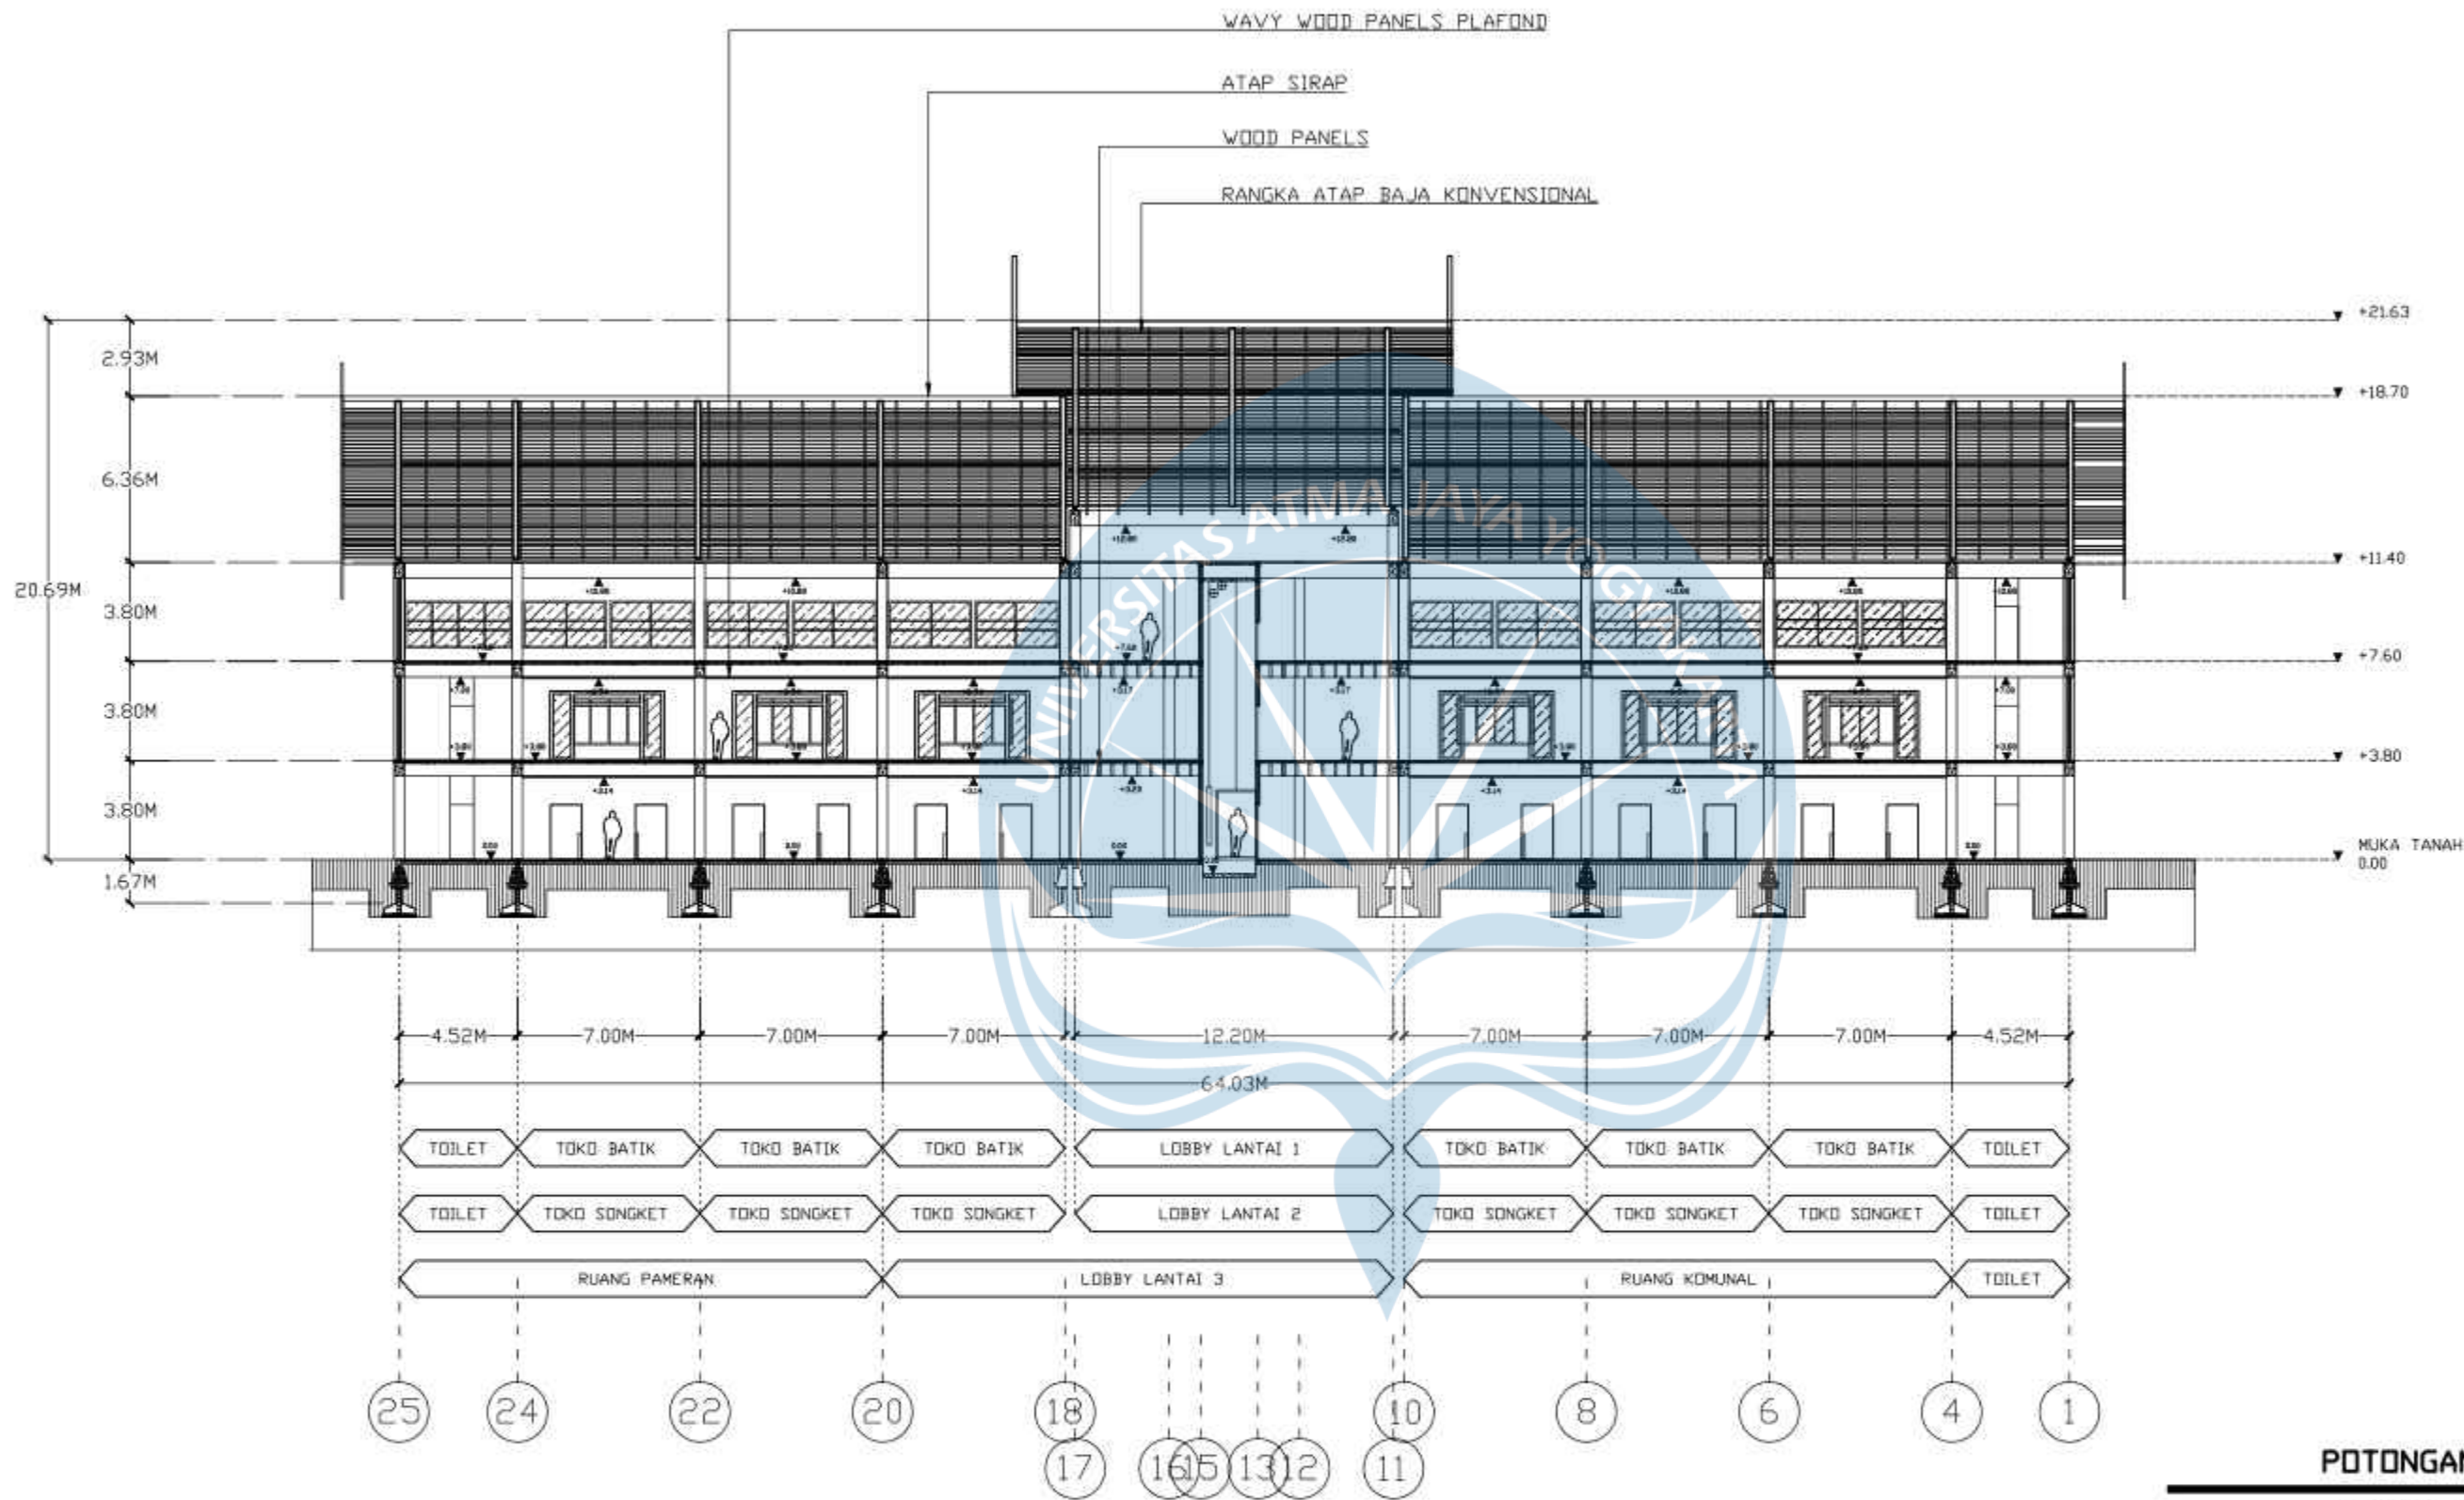 WAVY WOOD PANELS PLAFOND
ATAP SIRAP
WOOD PANELS
RANGKA ATAP BAJA KONVENSIONAL
+21.63
2.93M
+18.70
6.36M
+11.40
20.69M
3.80M
+7.60
3.80M
+3.80
3.80M
MUKA TANAH
0.00
1.67M
UNIVERSITAS ATMA JAYA YOGYAKARTA
4.52M 7.00M 7.00M 7.00M 12.20M 7.00M 7.00M 7.00M 4.52M
64.03M
TOILET TOKO BATIK TOKO BATIK TOKO BATIK LOBBY LANTAI 1 TOKO BATIK TOKO BATIK TOKO BATIK TOILET
TOILET TOKO SONGKET TOKO SONGKET TOKO SONGKET LOBBY LANTAI 2 TOKO SONGKET TOKO SONGKET TOKO SONGKET TOILET
RUANG PAMERAN LOBBY LANTAI 3 RUANG KOMUNAL TOILET
25 24 22 20 18 10 8 6 4 1
17 16 15 13 12 11
POTONGAN